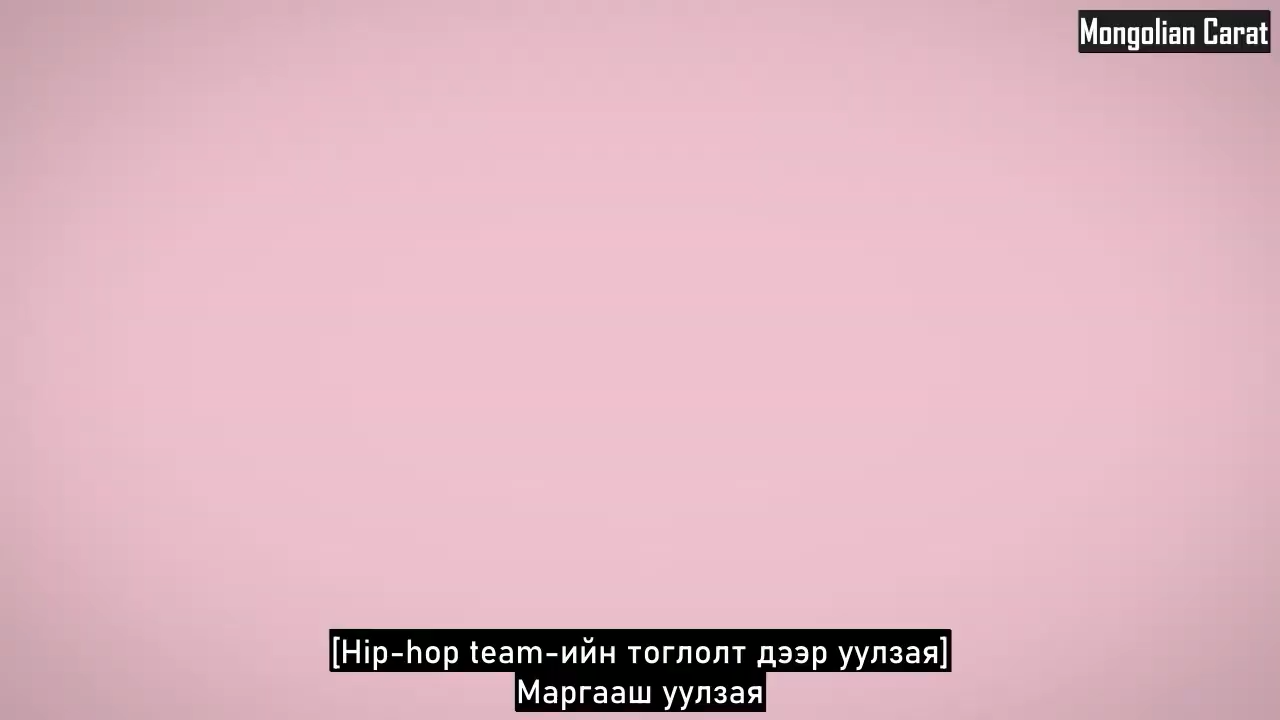 Mongolian Carat
[Hip-hop team-ийн тоглолт дээр уулзая]
Маргааш уулзая